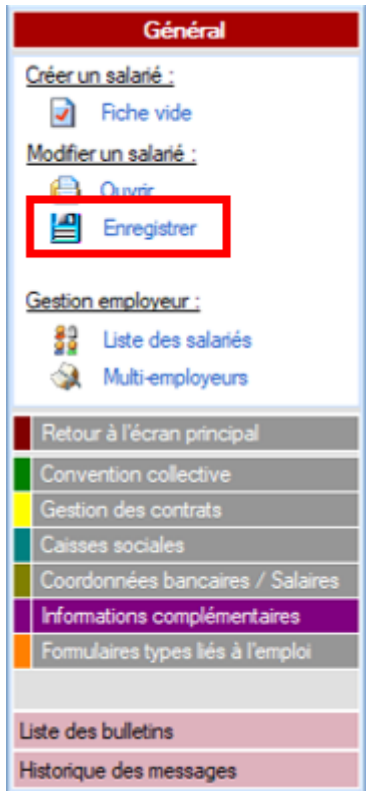 Général
Créer un salarié :
Fiche vide
Modifier un salarié :
Ouvrir
Enregistrer
Gestion employeur :
Liste des salariés
Multi-employeurs
Retour à l'écran principal
Convention collective
Gestion des contrats
Caisses sociales
Coordonnées bancaires / Salaires
Informations complémentaires
Formulaires types liés à l'emploi
Liste des bulletins
Historique des messages